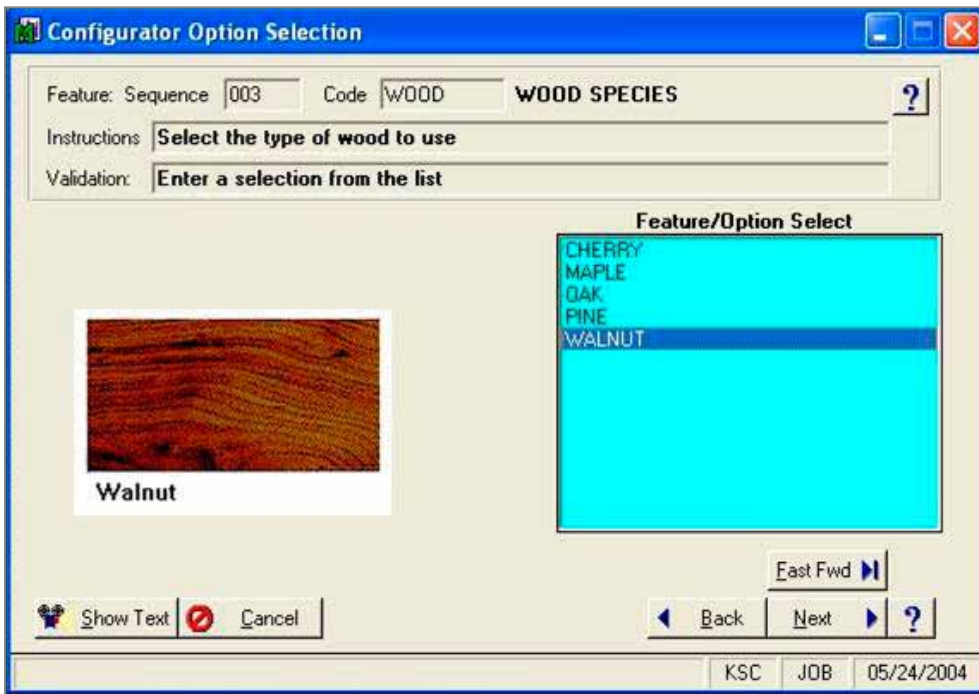 Configurator Option Selection
Feature: Sequence 003 Code WOOD WOOD SPECIES ?
Instructions Select the type of wood to use
Validation: Enter a selection from the list
Feature/Option Select
CHERRY
MAPLE
OAK
PINE
WALNUT
Walnut
Fast Fwd
Show Text Cancel Back Next ?
KSC JOB 05/24/2004